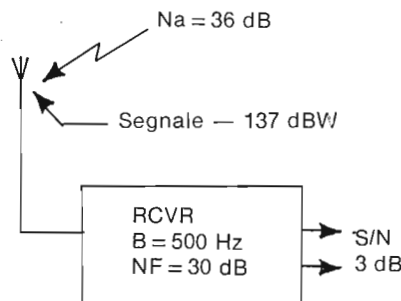 Na = 36 dB
Segnale — 137 dBW
RCVR
B = 500 Hz
NF = 30 dB
S/N
3 dB